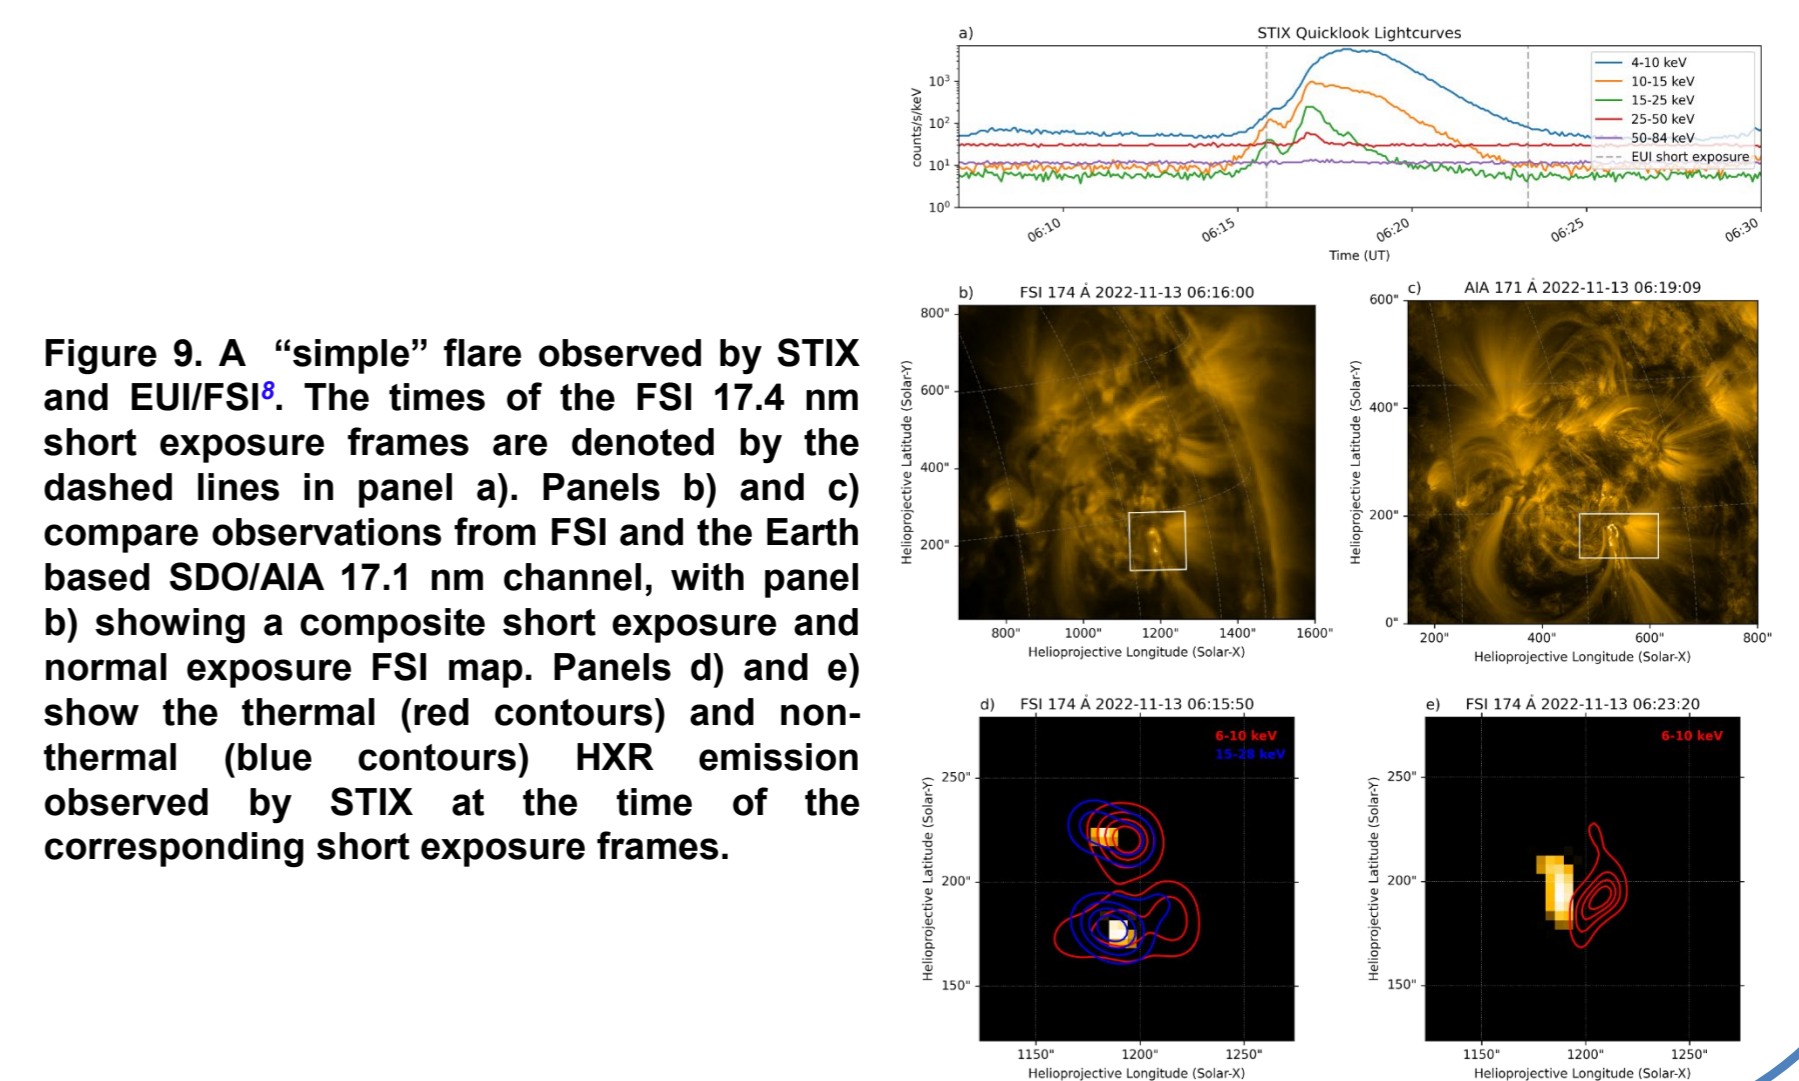 Figure 9. A “simple” flare observed by STIX
and EUI/FSI8. The times of the FSI 17.4 nm
short exposure frames are denoted by the
dashed lines in panel a). Panels b) and c)
compare observations from FSI and the Earth
based SDO/AIA 17.1 nm channel, with panel
b) showing a composite short exposure and
normal exposure FSI map. Panels d) and e)
show the thermal (red contours) and non-
thermal (blue contours) HXR emission
observed by STIX at the time of the
corresponding short exposure frames.
a)
STIX Quicklook Lightcurves
counts/s/keV
10³
10²
10¹
10⁰
4-10 keV
10-15 keV
15-25 keV
25-50 keV
50-84 keV
EUI short exposure
06:10
06:15
06:20
06:25
06:30
Time (UT)
b)
FSI 174 Å 2022-11-13 06:16:00
Helioprojective Latitude (Solar-Y)
800"
600"
400"
200"
800"
1000"
1200"
1400"
1600"
Helioprojective Longitude (Solar-X)
c)
AIA 171 Å 2022-11-13 06:19:09
Helioprojective Latitude (Solar-Y)
600"
400"
200"
0"
200"
400"
600"
800"
Helioprojective Longitude (Solar-X)
d)
FSI 174 Å 2022-11-13 06:15:50
6-10 keV
15-28 keV
Helioprojective Latitude (Solar-Y)
250"
200"
150"
1150"
1200"
1250"
Helioprojective Longitude (Solar-X)
e)
FSI 174 Å 2022-11-13 06:23:20
6-10 keV
Helioprojective Latitude (Solar-Y)
250"
200"
150"
1150"
1200"
1250"
Helioprojective Longitude (Solar-X)